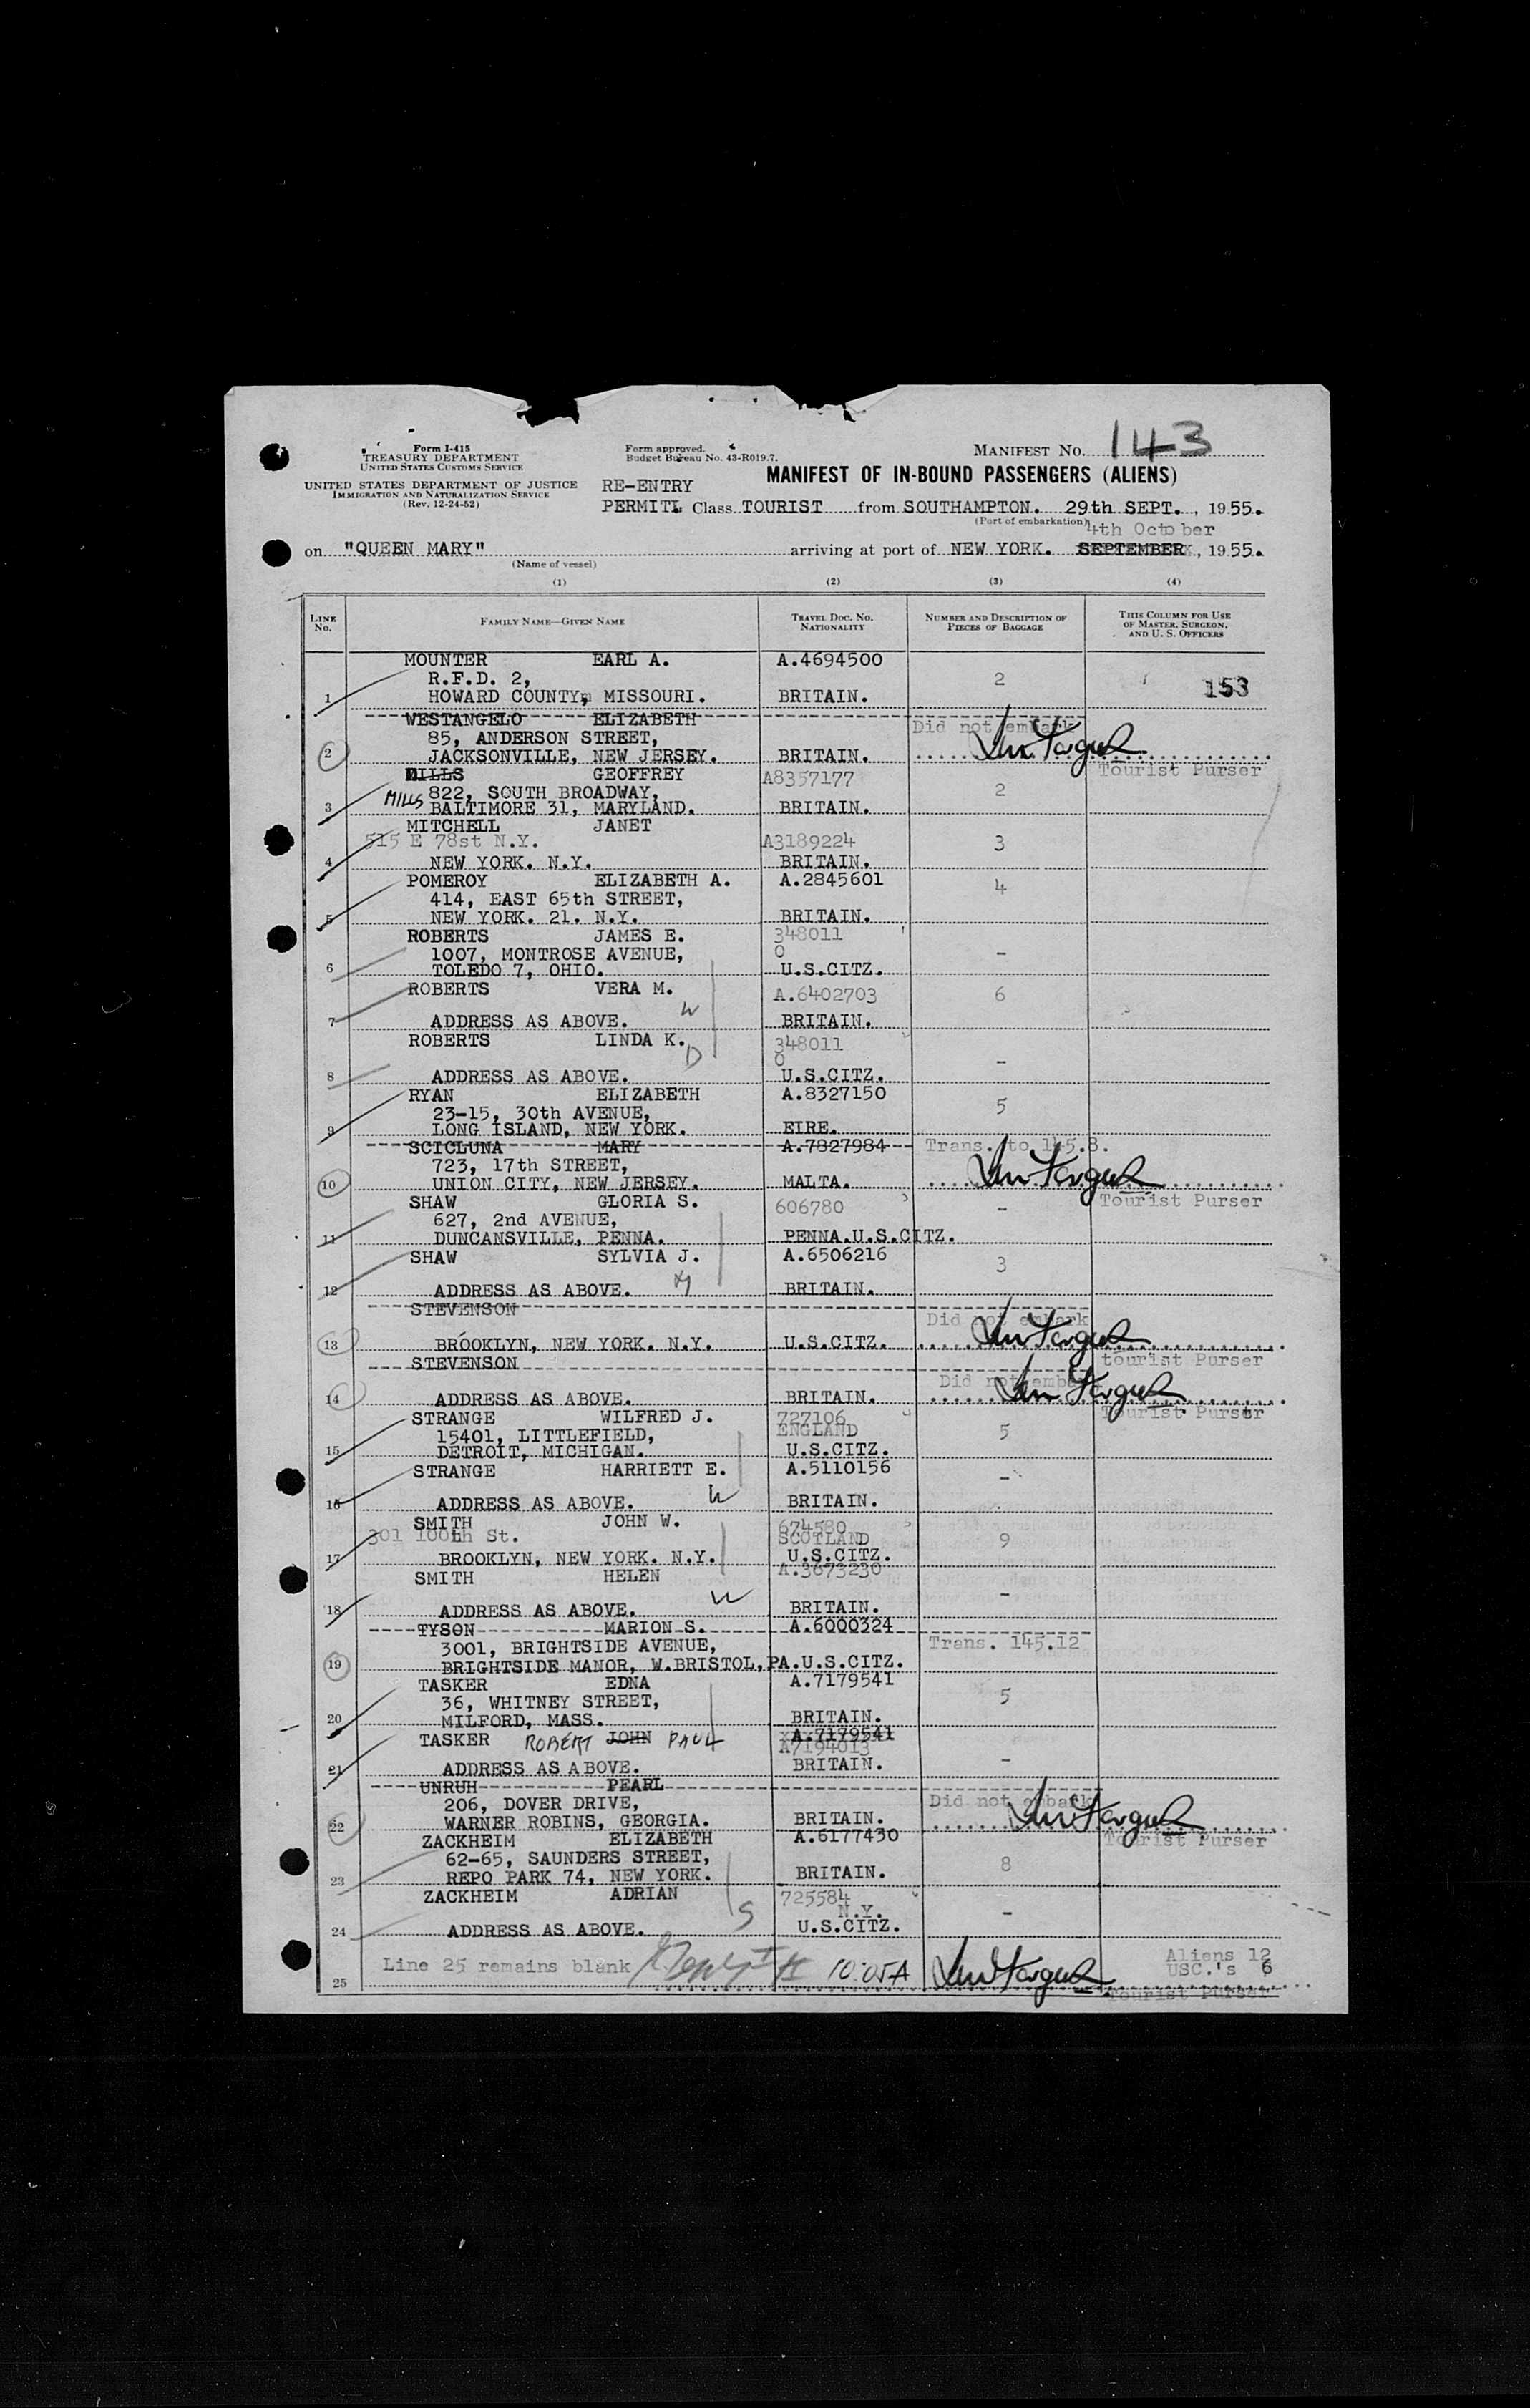 Form I-415
TREASURY DEPARTMENT
UNITED STATES CUSTOMS SERVICE
UNITED STATES DEPARTMENT OF JUSTICE
IMMIGRATION AND NATURALIZATION SERVICE
(Rev. 12-24-52)
Form approved.
Budget Bureau No. 43-R019.7.
MANIFEST NO. 143
MANIFEST OF IN-BOUND PASSENGERS (ALIENS)
RE-ENTRY
PERMIT Class TOURIST from SOUTHAMPTON. 29th SEPT., 1955.
(Port of embarkation)
4th October
on "QUEEN MARY" arriving at port of NEW YORK. SEPTEMBER, 1955.
(Name of vessel)
(1) (2) (3) (4)
LINE NO. FAMILY NAME—GIVEN NAME TRAVEL DOC. NO. NATIONALITY NUMBER AND DESCRIPTION OF PIECES OF BAGGAGE THIS COLUMN FOR USE OF MASTER, SURGEON, AND U. S. OFFICERS
MOUNTER EARL A. A.4694500
R.F.D. 2, 2
1 HOWARD COUNTY, MISSOURI. BRITAIN. 153
WESTANGELO ELIZABETH Did not embark
85, ANDERSON STREET,
2 JACKSONVILLE, NEW JERSEY. BRITAIN.
Tourist Purser
MILLS GEOFFREY A8357177
822, SOUTH BROADWAY, 2
3 MILLS BALTIMORE 31, MARYLAND. BRITAIN.
MITCHELL JANET
515 E 78st N.Y. A3189224 3
4 NEW YORK. N.Y. BRITAIN.
POMEROY ELIZABETH A. A.2845601 4
414, EAST 65th STREET,
5 NEW YORK. 21. N.Y. BRITAIN.
ROBERTS JAMES E. 348011
1007, MONTROSE AVENUE, O -
6 TOLEDO 7, OHIO. U.S.CITZ.
ROBERTS VERA M. A.6402703 6
W
7 ADDRESS AS ABOVE. BRITAIN.
ROBERTS LINDA K. 348011
D O -
8 ADDRESS AS ABOVE. U.S.CITZ.
RYAN ELIZABETH A.8327150
23-15, 30th AVENUE, 5
9 LONG ISLAND, NEW YORK. EIRE.
SCICLUNA MARY A.7827984 Trans. to 145.8.
723, 17th STREET,
10 UNION CITY, NEW JERSEY. MALTA.
Tourist Purser
SHAW GLORIA S. 606780 -
627, 2nd AVENUE,
11 DUNCANSVILLE, PENNA. PENNA.U.S.CITZ.
SHAW SYLVIA J. A.6506216 3
12 ADDRESS AS ABOVE. BRITAIN.
STEVENSON Did not embark
13 BROOKLYN, NEW YORK. N.Y. U.S.CITZ.
tourist Purser
STEVENSON Did not embark
14 ADDRESS AS ABOVE. BRITAIN.
Tourist Purser
STRANGE WILFRED J. 727106
15401, LITTLEFIELD, ENGLAND 5
15 DETROIT, MICHIGAN. U.S.CITZ.
STRANGE HARRIETT E. A.5110156 -
W
16 ADDRESS AS ABOVE. BRITAIN.
SMITH JOHN W. 674580
301 100th St. SCOTLAND 9
17 BROOKLYN, NEW YORK. N.Y. U.S.CITZ.
SMITH HELEN A.3673230 -
W
18 ADDRESS AS ABOVE. BRITAIN.
TYSON MARION S. A.6000324
3001, BRIGHTSIDE AVENUE, Trans. 145.12
19 BRIGHTSIDE MANOR, W.BRISTOL,PA.U.S.CITZ.
TASKER EDNA A.7179541
36, WHITNEY STREET, 5
20 MILFORD, MASS. BRITAIN.
TASKER ROBERT JOHN PAUL A.7179541
A7194013 -
21 ADDRESS AS ABOVE. BRITAIN.
UNRUH PEARL
206, DOVER DRIVE, Did not embark
22 WARNER ROBINS, GEORGIA. BRITAIN.
Tourist Purser
ZACKHEIM ELIZABETH A.6177430
62-65, SAUNDERS STREET, 8
23 REPO PARK 74, NEW YORK. BRITAIN.
ZACKHEIM ADRIAN 725584
S N.Y. -
24 ADDRESS AS ABOVE. U.S.CITZ.
Line 25 remains blank 10:05A Aliens 12
USC.'s 6
25
Tourist Purser